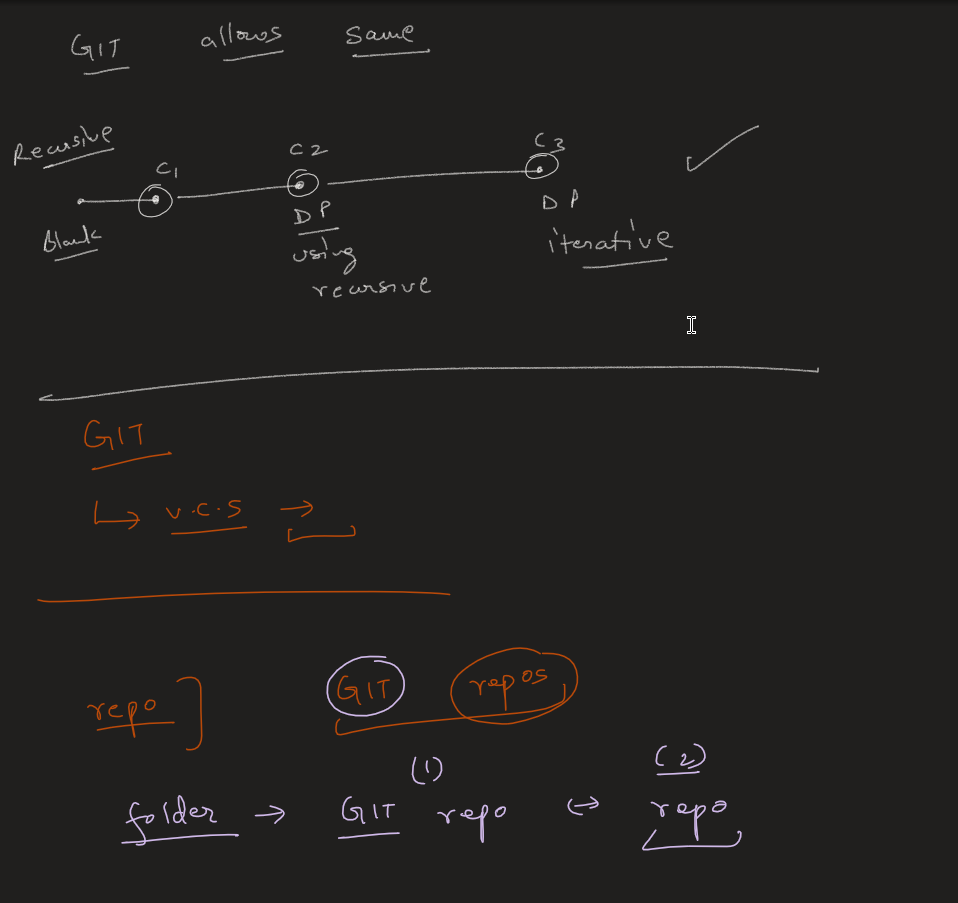 GIT allows Same
Recursive
C1 C2 C3
Blank
DP DP
using iterative
recursive
GIT
↳ V.C.S →
repo GIT repos
(1) (2)
folder → GIT repo ↔ repo